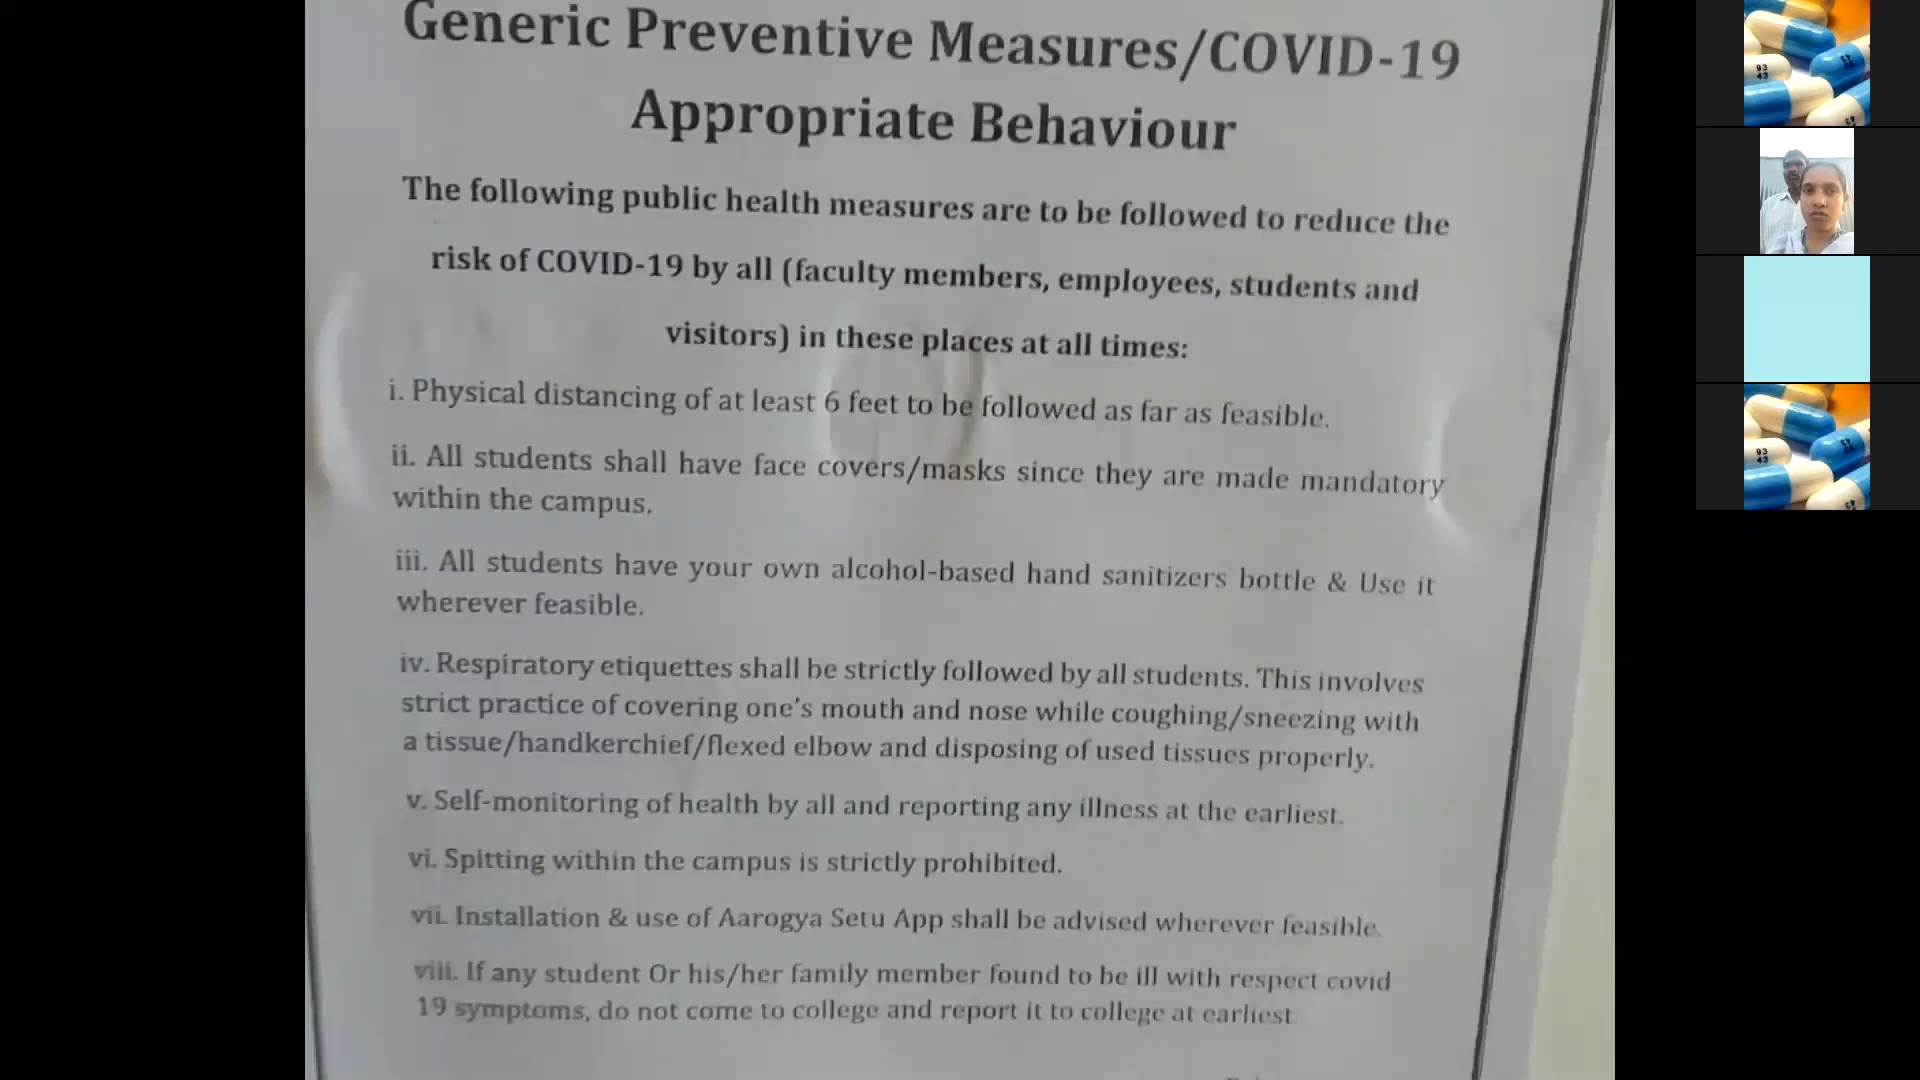 Generic Preventive Measures/COVID-19
Appropriate Behaviour
The following public health measures are to be followed to reduce the
risk of COVID-19 by all (faculty members, employees, students and
visitors) in these places at all times:
i. Physical distancing of at least 6 feet to be followed as far as feasible.
ii. All students shall have face covers/masks since they are made mandatory
within the campus.
iii. All students have your own alcohol-based hand sanitizers bottle & Use it
wherever feasible.
iv. Respiratory etiquettes shall be strictly followed by all students. This involves
strict practice of covering one's mouth and nose while coughing/sneezing with
a tissue/handkerchief/flexed elbow and disposing of used tissues properly.
v. Self-monitoring of health by all and reporting any illness at the earliest.
vi. Spitting within the campus is strictly prohibited.
vii. Installation & use of Aarogya Setu App shall be advised wherever feasible.
viii. If any student Or his/her family member found to be ill with respect covid
19 symptoms, do not come to college and report it to college at earliest
93
43
93
43